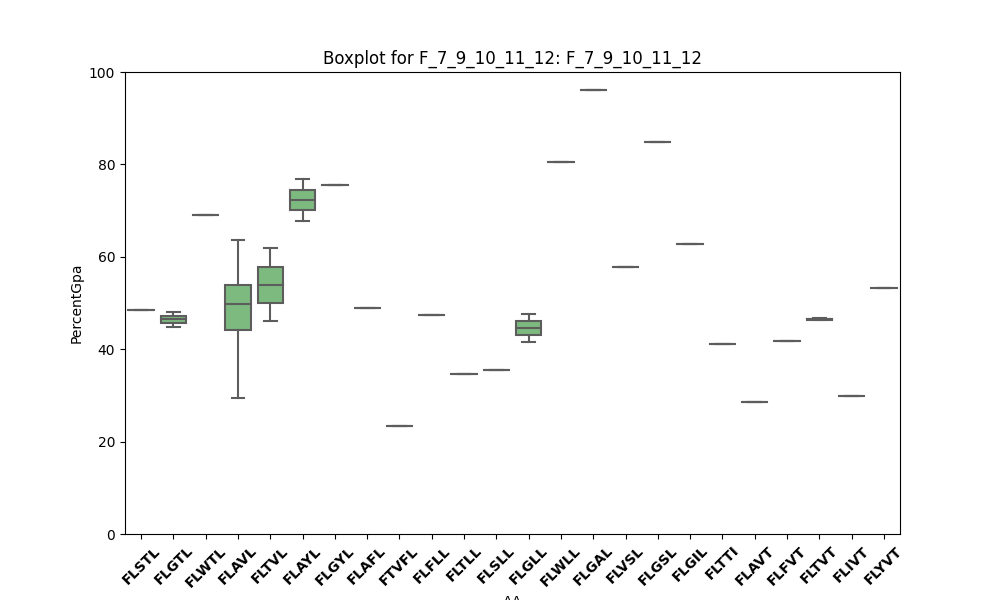 Boxplot for F_7_9_10_11_12: F_7_9_10_11_12
100
80
60
40
20
0
PercentGpa
FLSTL
FLGTL
FLWTL
FLAVL
FLTVL
FLAYL
FLGYL
FLAFL
FTVFL
FLFLL
FLTLL
FLSLL
FLGLL
FLWLL
FLGAL
FLVSL
FLGSL
FLGIL
FLTTI
FLAVT
FLFVT
FLTVT
FLIVT
FLYVT
AA